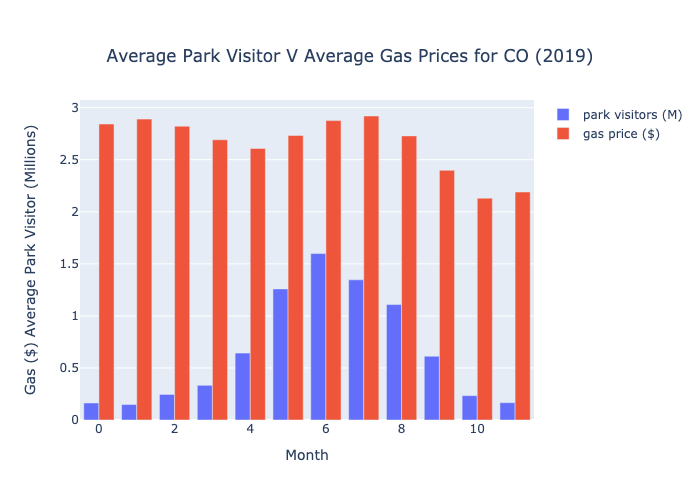 Average Park Visitor V Average Gas Prices for CO (2019)
park visitors (M)
gas price ($)
3
2.5
2
1.5
1
0.5
0
Gas ($) Average Park Visitor (Millions)
0 2 4 6 8 10
Month